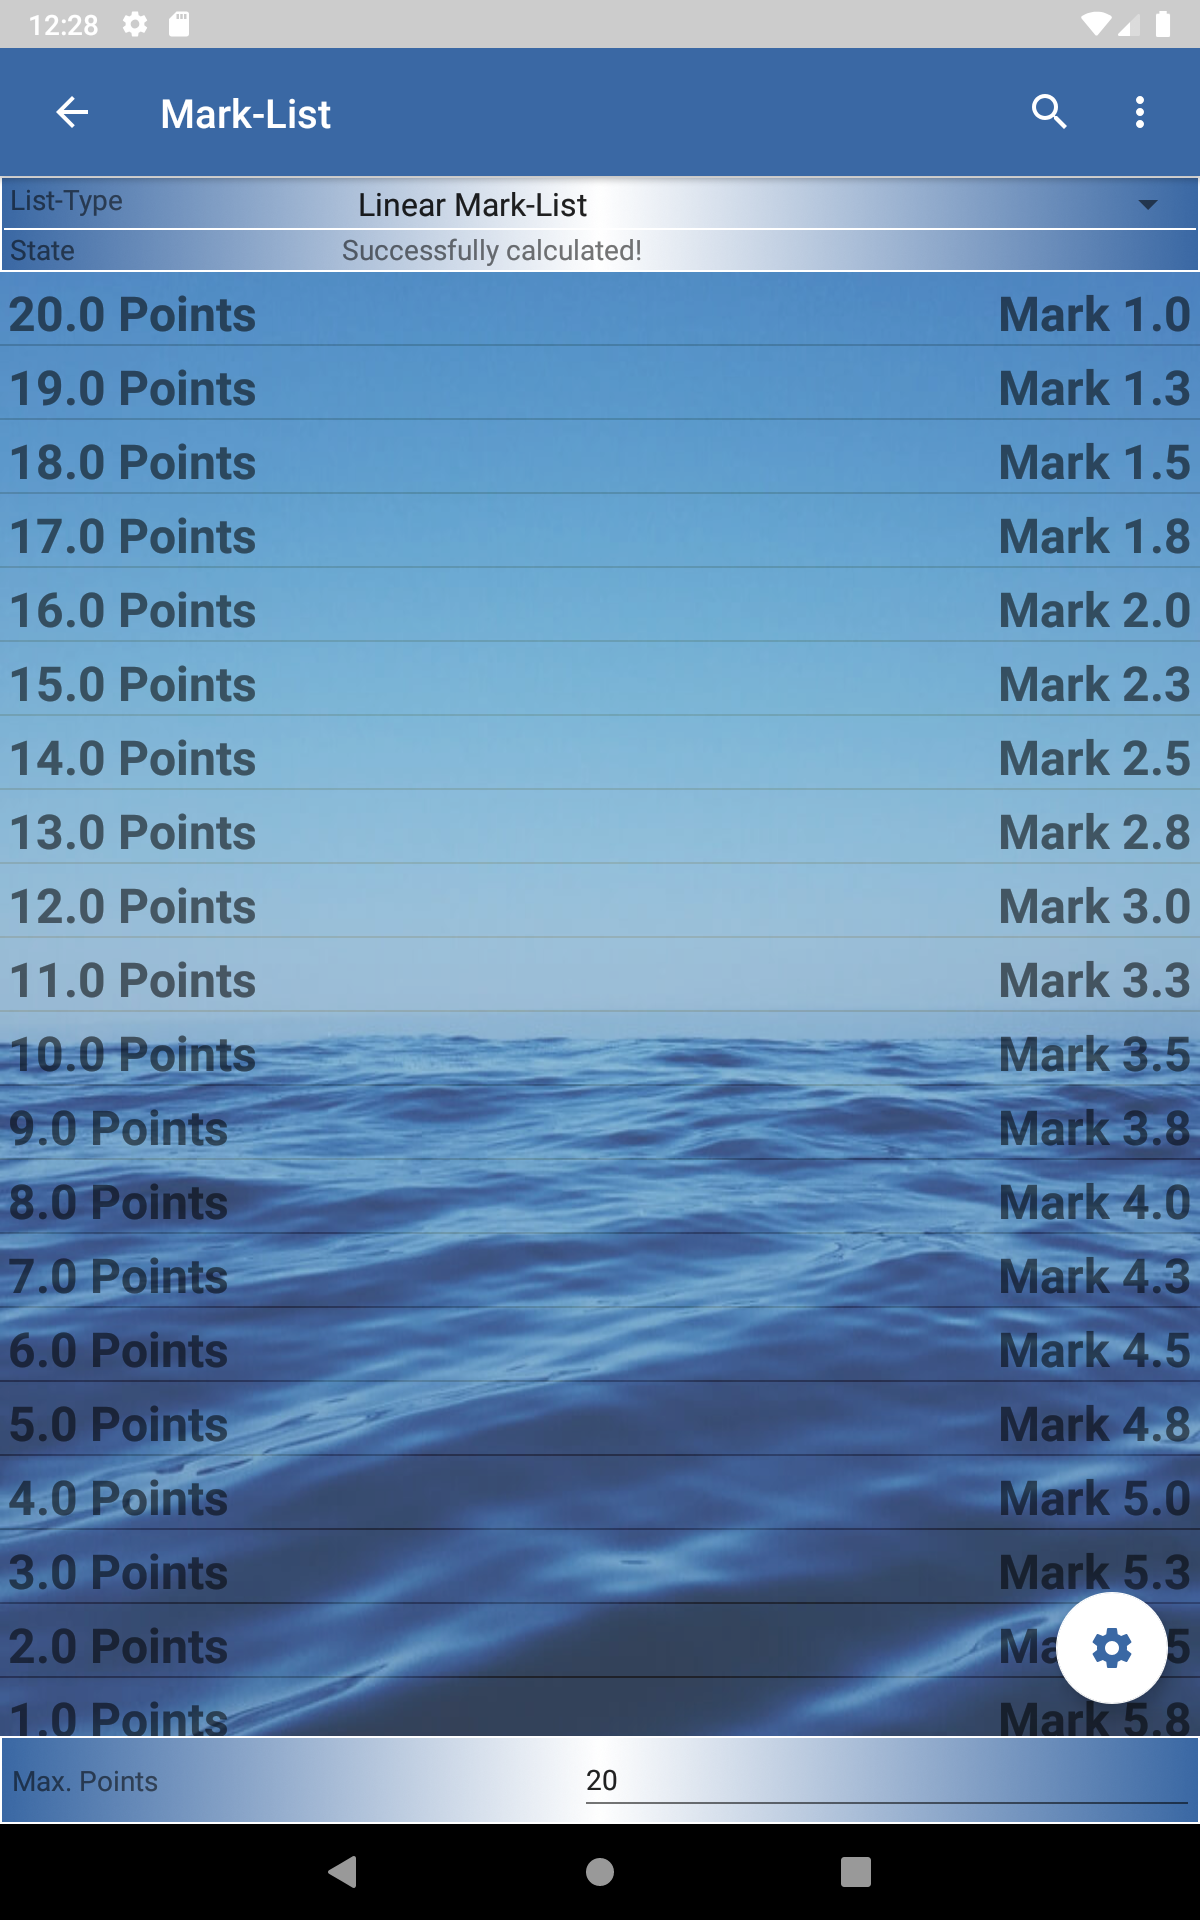 12:28
Mark-List
List-Type Linear Mark-List
State Successfully calculated!
20.0 Points Mark 1.0
19.0 Points Mark 1.3
18.0 Points Mark 1.5
17.0 Points Mark 1.8
16.0 Points Mark 2.0
15.0 Points Mark 2.3
14.0 Points Mark 2.5
13.0 Points Mark 2.8
12.0 Points Mark 3.0
11.0 Points Mark 3.3
10.0 Points Mark 3.5
9.0 Points Mark 3.8
8.0 Points Mark 4.0
7.0 Points Mark 4.3
6.0 Points Mark 4.5
5.0 Points Mark 4.8
4.0 Points Mark 5.0
3.0 Points Mark 5.3
2.0 Points
1.0 Points Mark 5.8
Max. Points 20